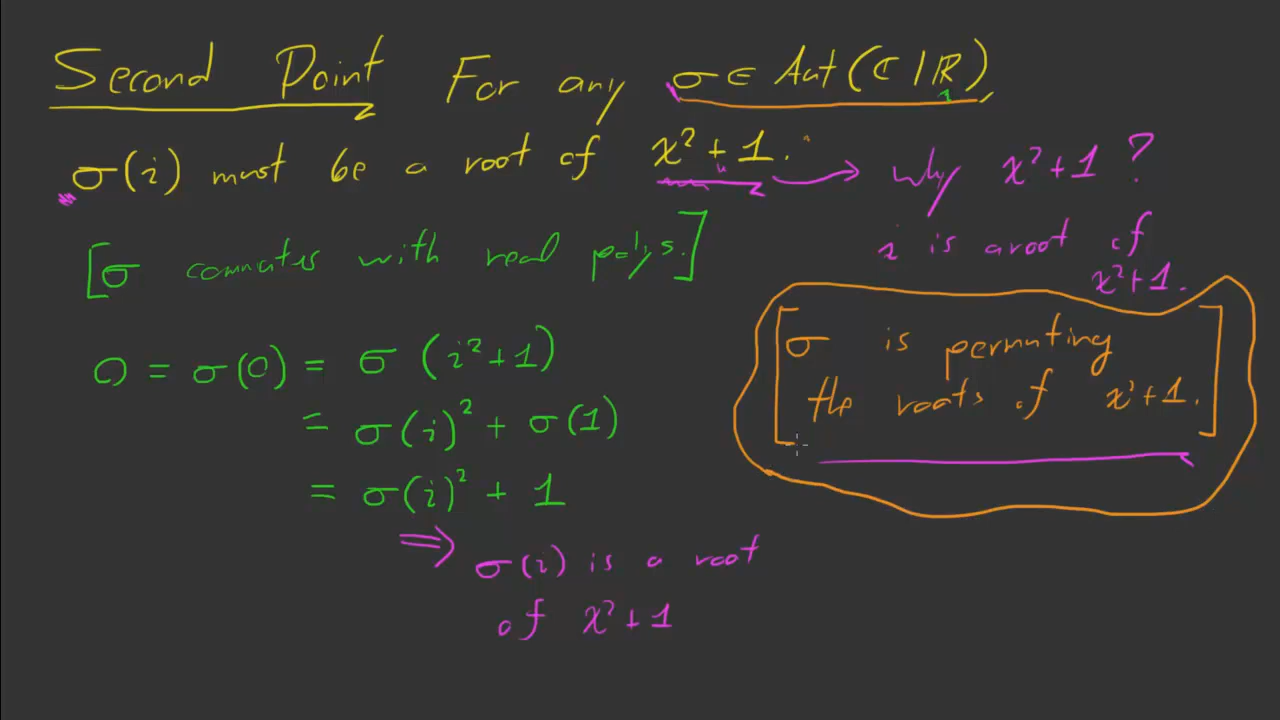 Second Point For any σ ∈ Aut(ℂ/ℝ)
σ(i) must be a root of x² + 1.
why x²+1?
i is a root of
x²+1.
[σ commutes with real polys.]
0 = σ(0) = σ(i²+1)
= σ(i)² + σ(1)
= σ(i)² + 1
⇒ σ(i) is a root
of x²+1
[σ is permuting
the roots of x²+1.]